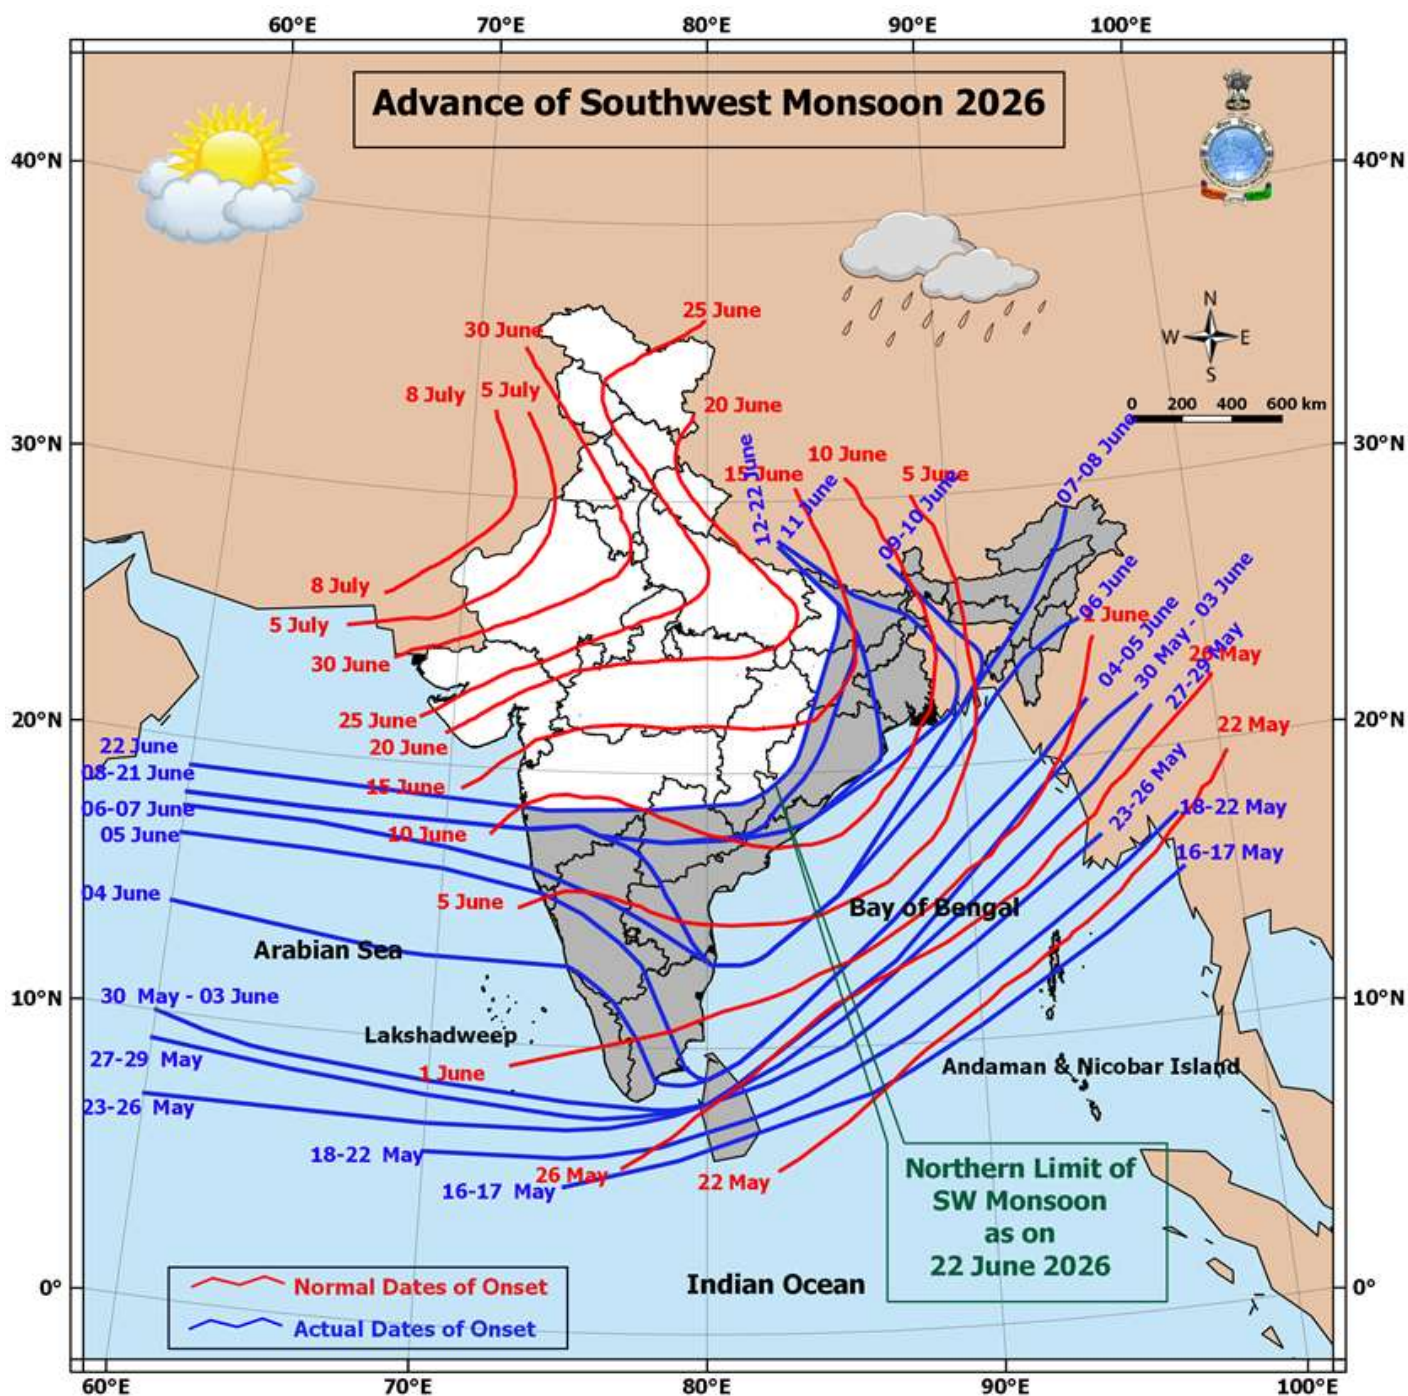 60°E 70°E 80°E 90°E 100°E
Advance of Southwest Monsoon 2026
40°N 40°N
N
W E
S
0 200 400 600 km
25 June
30 June
8 July 5 July
20 June
12-22 June
15 June
10 June
5 June
11 June
09-10 June
07-08 June
30°N 30°N
06 June
1 June
04-05 June
30 May - 03 June
27-29 May
26 May
22 May
23-26 May
18-22 May
16-17 May
8 July
5 July
30 June
25 June
20 June
15 June
10 June
5 June
20°N 20°N
22 June
08-21 June
06-07 June
05 June
04 June
Arabian Sea
Bay of Bengal
10°N 10°N
30 May - 03 June
Lakshadweep
27-29 May
1 June
Andaman & Nicobar Island
23-26 May
18-22 May
16-17 May
26 May
22 May
Northern Limit of
SW Monsoon
as on
22 June 2026
Indian Ocean
0° 0°
Normal Dates of Onset
Actual Dates of Onset
60°E 70°E 80°E 90°E 100°E